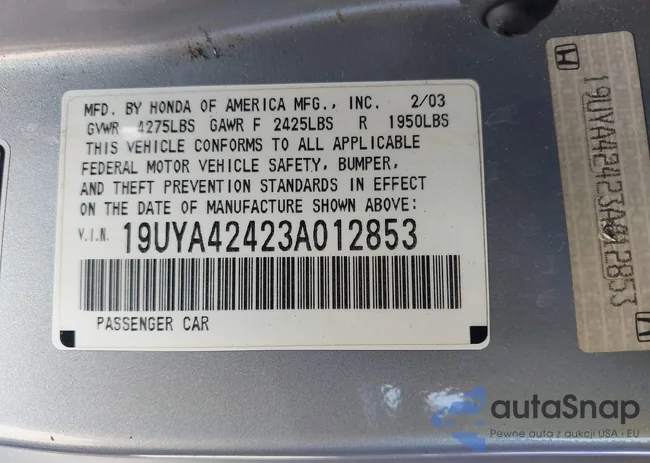 MFD. BY HONDA OF AMERICA MFG., INC. 2/03
GVWR 4275LBS GAWR F 2425LBS R 1950LBS
THIS VEHICLE CONFORMS TO ALL APPLICABLE
FEDERAL MOTOR VEHICLE SAFETY, BUMPER,
AND THEFT PREVENTION STANDARDS IN EFFECT
ON THE DATE OF MANUFACTURE SHOWN ABOVE:
V.I.N. 19UYA42423A012853
PASSENGER CAR
19UYA42423A012853
autaSnap
Pewne auta z aukcji USA i EU